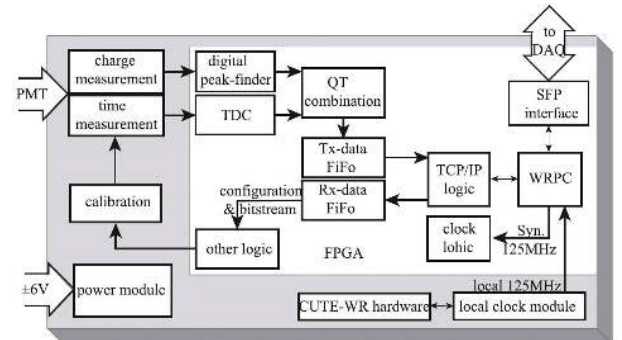 to
DAQ
charge
measurement
digital
peak-finder
QT
combination
SFP
interface
PMT
time
measurement
TDC
Tx-data
FiFo
TCP/IP
logic
WRPC
Rx-data
FiFo
configuration
& bitstream
calibration
other logic
FPGA
clock
lohic
Syn.
125MHz
±6V
power module
local 125MHz
CUTE-WR hardware
local clock module